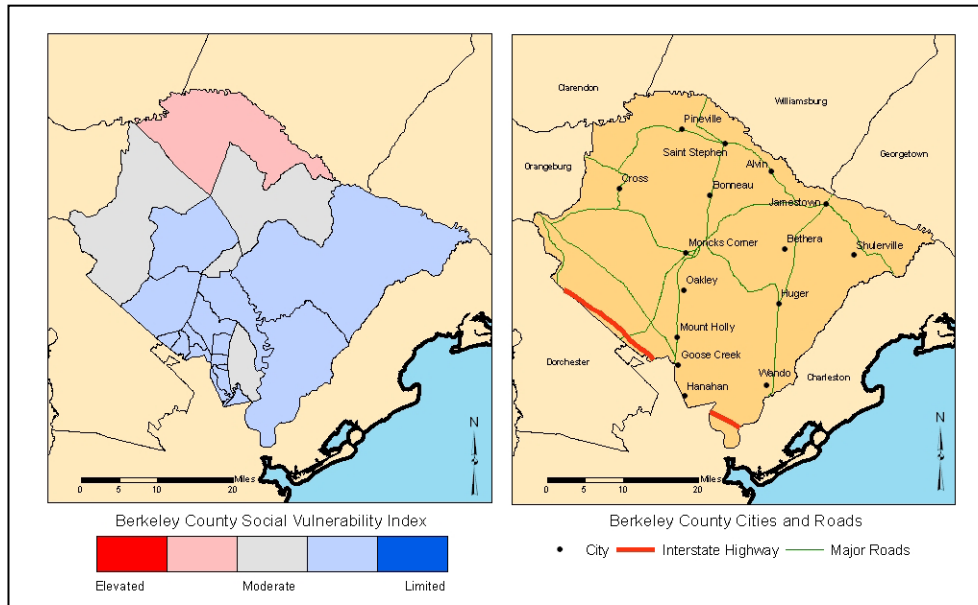 N
Miles
0 5 10 20
Berkeley County Social Vulnerability Index
Elevated Moderate Limited
Clarendon
Williamsburg
Pineville
Orangeburg
Saint Stephen
Georgetown
Alvin
Cross
Bonneau
Jamestown
Moncks Corner
Bethera
Shulerville
Oakley
Huger
Mount Holly
Goose Creek
Dorchester
Wando
Charleston
Hanahan
N
Miles
0 5 10 20
Berkeley County Cities and Roads
City Interstate Highway Major Roads